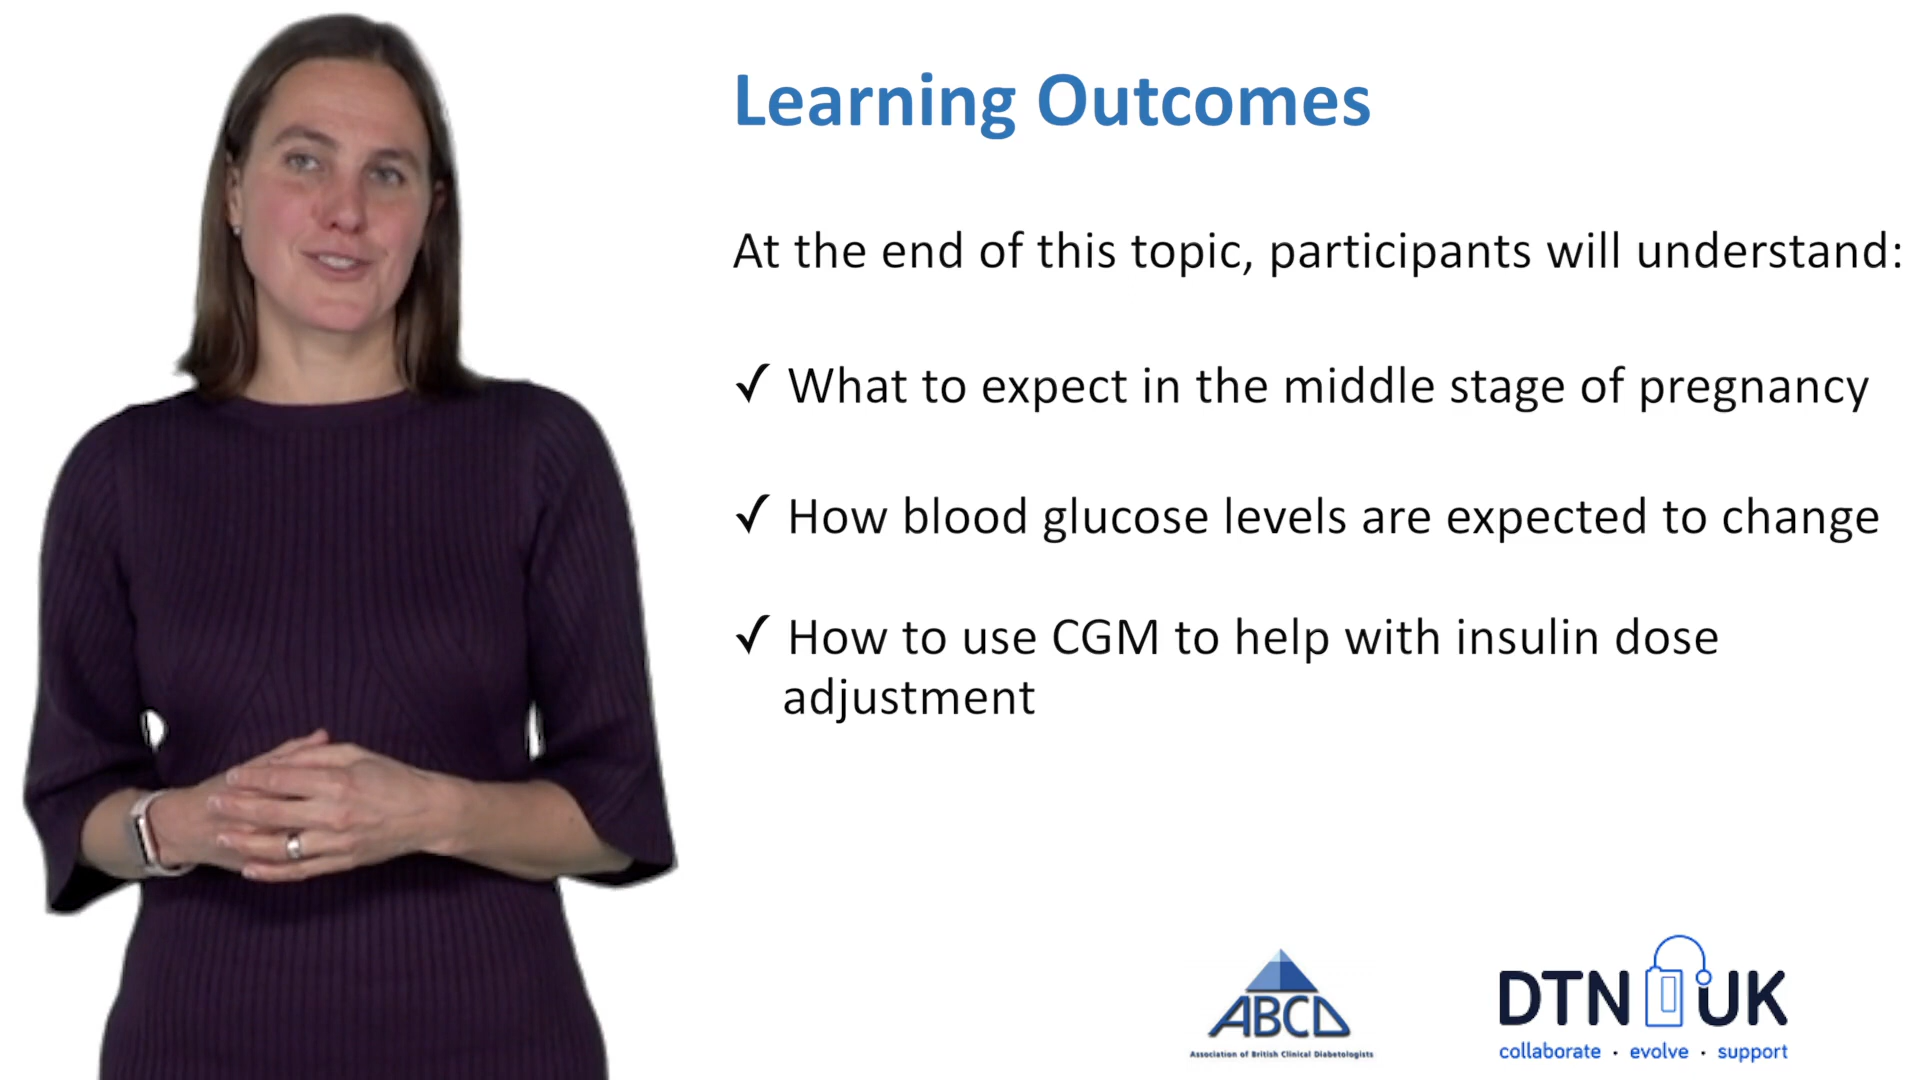 Learning Outcomes
At the end of this topic, participants will understand:
✓ What to expect in the middle stage of pregnancy
✓ How blood glucose levels are expected to change
✓ How to use CGM to help with insulin dose
adjustment
ABCD
Association of British Clinical Diabetologists
DTN UK
collaborate · evolve · support